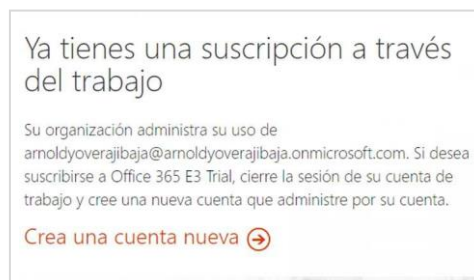 Ya tienes una suscripción a través
del trabajo
Su organización administra su uso de
arnoldyoverajibaja@arnoldyoverajibaja.onmicrosoft.com. Si desea
suscribirse a Office 365 E3 Trial, cierre la sesión de su cuenta de
trabajo y cree una nueva cuenta que administre por su cuenta.
Crea una cuenta nueva